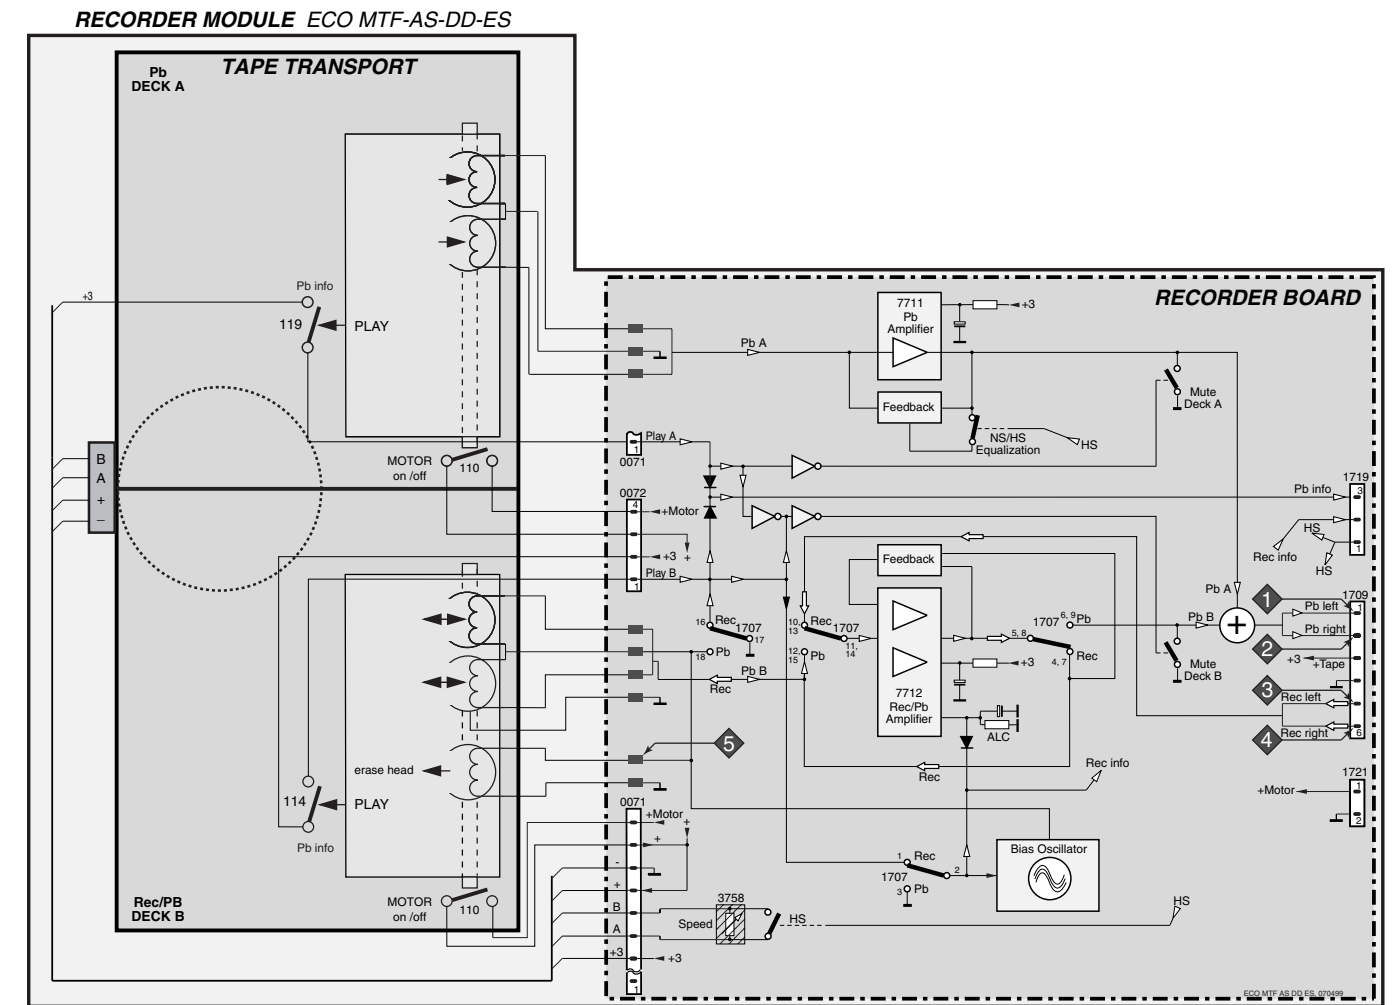 RECORDER MODULE ECO MTF-AS-DD-ES
TAPE TRANSPORT
Pb
DECK A
Pb info
+3
119
PLAY
MOTOR
on /off
110
B
A
+
–
erase head
114
PLAY
Pb info
Rec/PB
DECK B
MOTOR
on /off
110
RECORDER BOARD
7711
Pb
Amplifier
+3
Pb A
Feedback
NS/HS
Equalization
HS
Mute
Deck A
Play A
1
0071
0072
4
+Motor
+3
+
Play B
1
1719
Pb info
3
HS
Rec info
1
HS
Feedback
16
Rec
1707
17
18
Pb
10,
13
Rec
1707
11,
14
12,
15
Pb
Pb B
Rec
7712
Rec/Pb
Amplifier
+3
ALC
5, 8
1707
6, 9
Pb
4, 7
Rec
Pb A
Pb B
+
Mute
Deck B
1
1709
Pb left
1
Pb right
2
+3
+Tape
3
Rec left
4
Rec right
6
5
Rec
Rec info
1721
+Motor
1
2
0071
+Motor
+
+
-
+
B
A
+3
+3
1
3758
Speed
HS
HS
1
Rec
1707
2
3
Pb
Bias Oscillator
ECO MTF AS DD ES, 070499